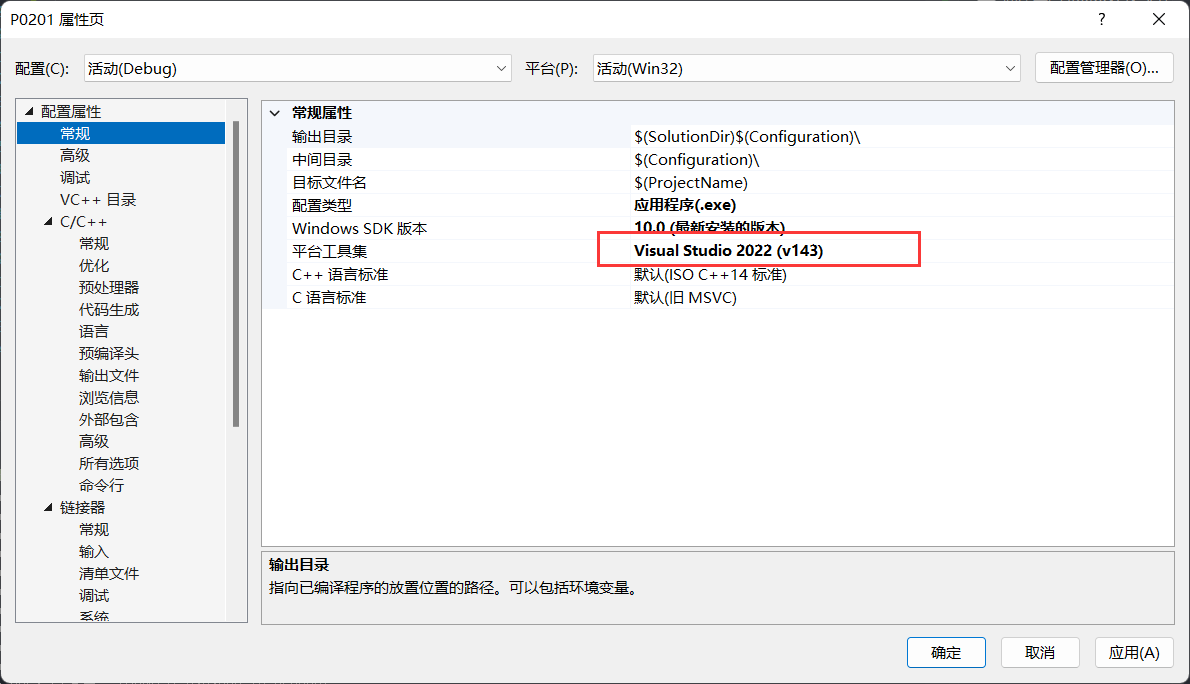 P0201 属性页
?
配置(C): 活动(Debug) 平台(P): 活动(Win32) 配置管理器(O)...
配置属性
常规
高级
调试
VC++ 目录
C/C++
常规
优化
预处理器
代码生成
语言
预编译头
输出文件
浏览信息
外部包含
高级
所有选项
命令行
链接器
常规
输入
清单文件
调试
系统
常规属性
输出目录 $(SolutionDir)$(Configuration)\
中间目录 $(Configuration)\
目标文件名 $(ProjectName)
配置类型 应用程序(.exe)
Windows SDK 版本 10.0 (最新安装的版本)
平台工具集 Visual Studio 2022 (v143)
C++ 语言标准 默认(ISO C++14 标准)
C 语言标准 默认(旧 MSVC)
输出目录
指向已编译程序的放置位置的路径。可以包括环境变量。
确定 取消 应用(A)